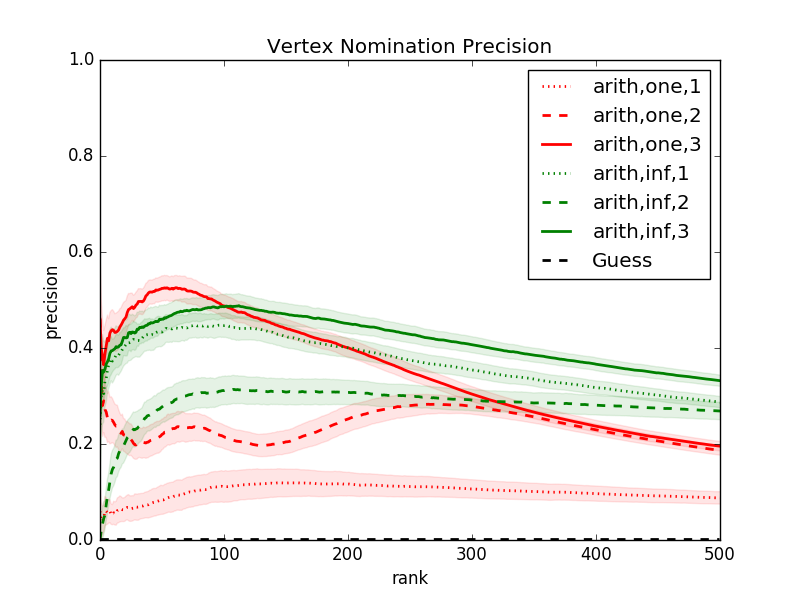 Vertex Nomination Precision
1.0
0.8
0.6
0.4
0.2
0.0
precision
arith,one,1
arith,one,2
arith,one,3
arith,inf,1
arith,inf,2
arith,inf,3
Guess
0 100 200 300 400 500
rank